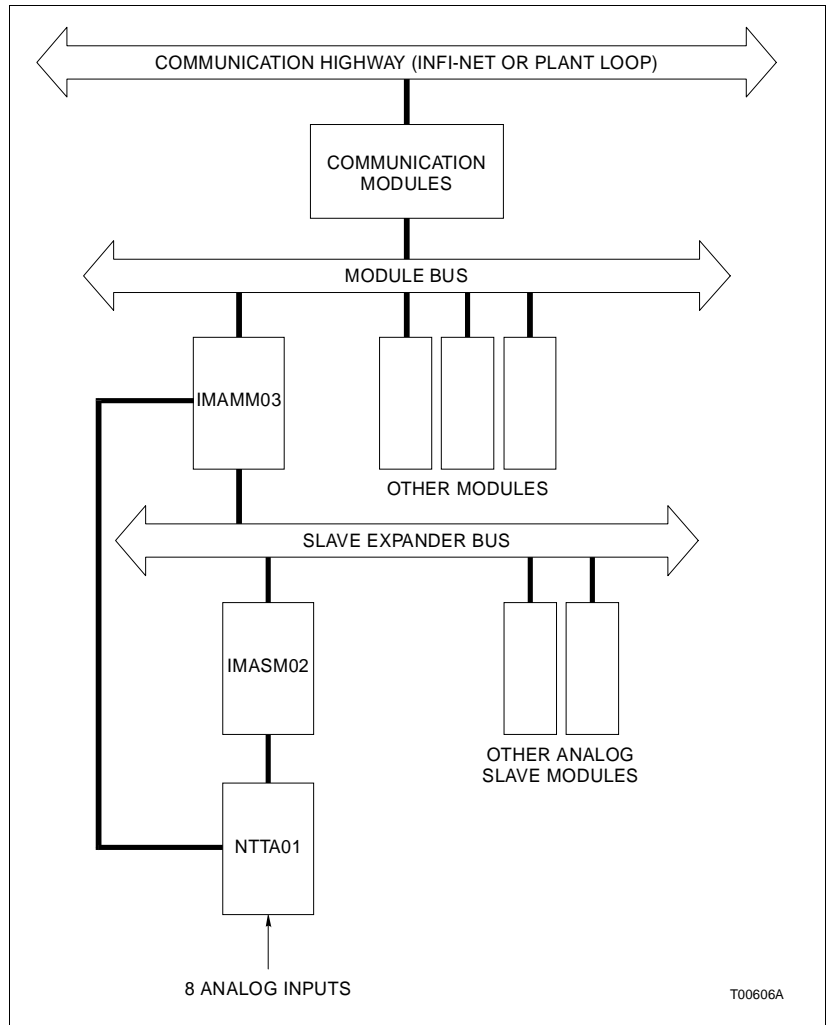 COMMUNICATION HIGHWAY (INFI-NET OR PLANT LOOP)
COMMUNICATION
MODULES
MODULE BUS
IMAMM03
OTHER MODULES
SLAVE EXPANDER BUS
IMASM02
OTHER ANALOG
SLAVE MODULES
NTTA01
8 ANALOG INPUTS
T00606A